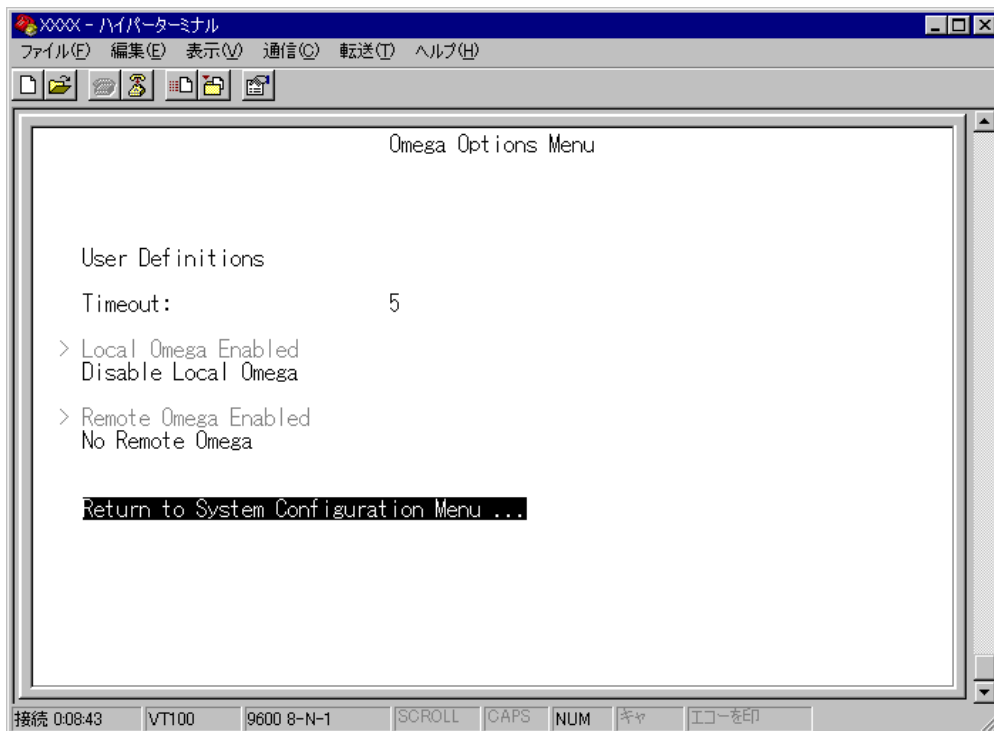 XXXX - ハイパーターミナル
ファイル(F) 編集(E) 表示(V) 通信(C) 転送(T) ヘルプ(H)
Omega Options Menu
User Definitions
Timeout: 5
> Local Omega Enabled
Disable Local Omega
> Remote Omega Enabled
No Remote Omega
Return to System Configuration Menu ...
接続 0:08:43 VT100 9600 8-N-1 SCROLL CAPS NUM キャ エコーを印